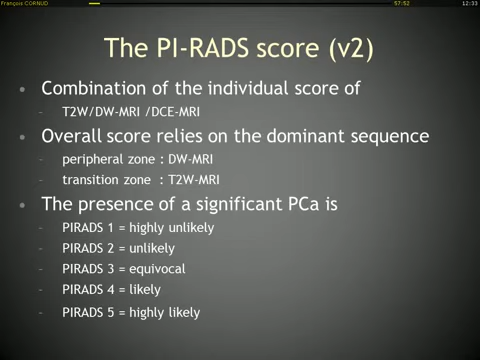 François CORNUD 57:52 12:33
The PI-RADS score (v2)
• Combination of the individual score of
- T2W/DW-MRI /DCE-MRI
• Overall score relies on the dominant sequence
- peripheral zone : DW-MRI
- transition zone : T2W-MRI
• The presence of a significant PCa is
- PIRADS 1 = highly unlikely
- PIRADS 2 = unlikely
- PIRADS 3 = equivocal
- PIRADS 4 = likely
- PIRADS 5 = highly likely